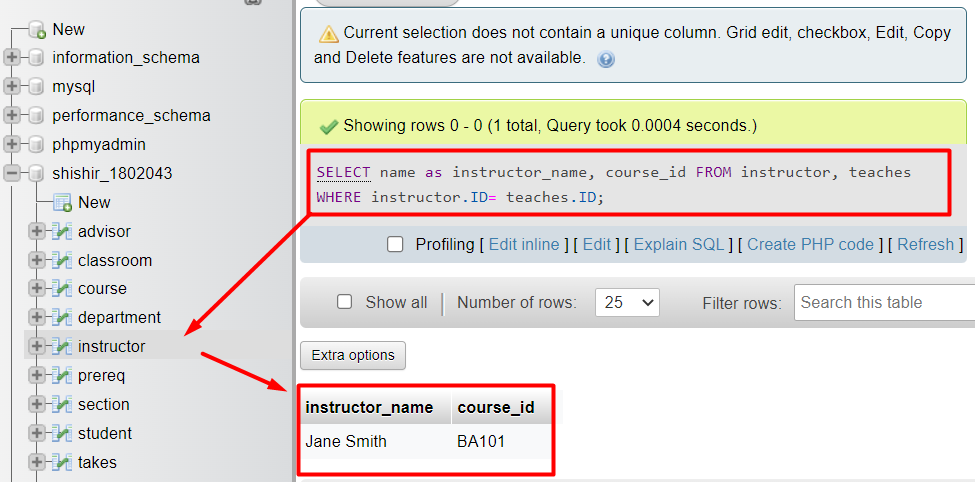 New
information_schema
mysql
performance_schema
phpmyadmin
shishir_1802043
New
advisor
classroom
course
department
instructor
prereq
section
student
takes
Current selection does not contain a unique column. Grid edit, checkbox, Edit, Copy
and Delete features are not available.
Showing rows 0 - 0 (1 total, Query took 0.0004 seconds.)
SELECT name as instructor_name, course_id FROM instructor, teaches
WHERE instructor.ID= teaches.ID;
Profiling [ Edit inline ] [ Edit ] [ Explain SQL ] [ Create PHP code ] [ Refresh ]
Show all Number of rows: 25 Filter rows: Search this table
Extra options
instructor_name course_id
Jane Smith BA101